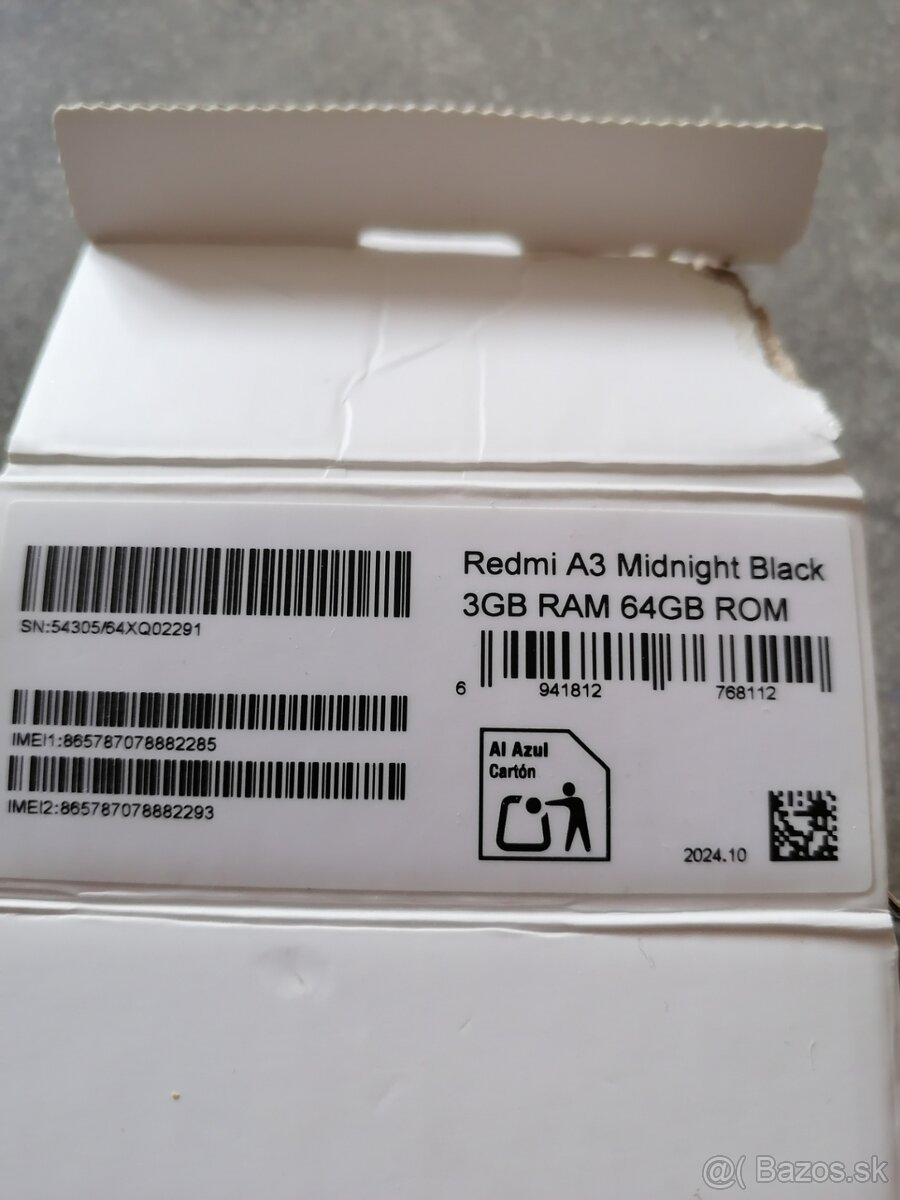 SN:54305/64XQ02291
IMEI1:865787078882285
IMEI2:865787078882293
Redmi A3 Midnight Black
3GB RAM 64GB ROM
6 941812 768112
Al Azul
Cartón
2024.10
@( Bazos.sk